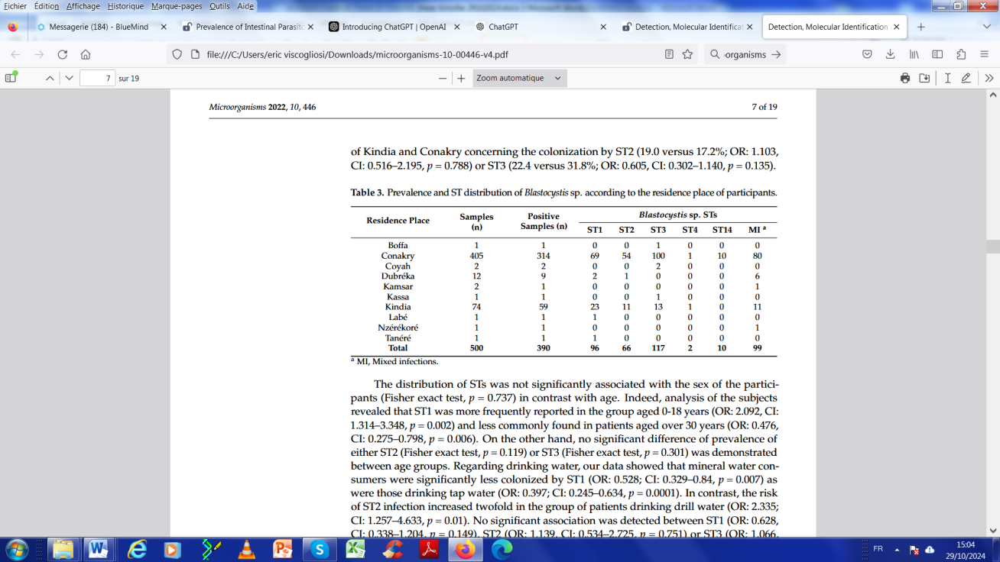 Fichier Édition Affichage Historique Marque-pages Outils Aide
Messagerie (184) - BlueMind
Prevalence of Intestinal Parasit
Introducing ChatGPT | OpenAI
ChatGPT
Detection, Molecular Identificat
Detection, Molecular Identification
file:///C:/Users/eric viscogliosi/Downloads/microorganisms-10-00446-v4.pdf
organisms
7 sur 19
Zoom automatique
Microorganisms 2022, 10, 446
7 of 19
of Kindia and Conakry concerning the colonization by ST2 (19.0 versus 17.2%; OR: 1.103,
CI: 0.516–2.195, p = 0.788) or ST3 (22.4 versus 31.8%; OR: 0.605, CI: 0.302–1.140, p = 0.135).
Table 3. Prevalence and ST distribution of Blastocystis sp. according to the residence place of participants.
Residence Place Samples (n) Positive Samples (n) Blastocystis sp. STs
ST1 ST2 ST3 ST4 ST14 MI a
Boffa 1 1 0 0 1 0 0 0
Conakry 405 314 69 54 100 1 10 80
Coyah 2 2 0 0 2 0 0 0
Dubréka 12 9 2 1 0 0 0 6
Kamsar 2 1 0 0 0 0 0 1
Kassa 1 1 0 0 1 0 0 0
Kindia 74 59 23 11 13 1 0 11
Labé 1 1 1 0 0 0 0 0
Nzérékoré 1 1 0 0 0 0 0 1
Tanéré 1 1 1 0 0 0 0 0
Total 500 390 96 66 117 2 10 99
a MI, Mixed infections.
The distribution of STs was not significantly associated with the sex of the partici-
pants (Fisher exact test, p = 0.737) in contrast with age. Indeed, analysis of the subjects
revealed that ST1 was more frequently reported in the group aged 0-18 years (OR: 2.092, CI:
1.314–3.348, p = 0.002) and less commonly found in patients aged over 30 years (OR: 0.476,
CI: 0.275–0.798, p = 0.006). On the other hand, no significant difference of prevalence of
either ST2 (Fisher exact test, p = 0.119) or ST3 (Fisher exact test, p = 0.301) was demonstrated
between age groups. Regarding drinking water, our data showed that mineral water con-
sumers were significantly less colonized by ST1 (OR: 0.528; CI: 0.329–0.84, p = 0.007) as
were those drinking tap water (OR: 0.397; CI: 0.245–0.634, p = 0.0001). In contrast, the risk
of ST2 infection increased twofold in the group of patients drinking drill water (OR: 2.335;
CI: 1.257–4.633, p = 0.01). No significant association was detected between ST1 (OR: 0.628,
CI: 0.338–1.204, p = 0.149), ST2 (OR: 1.139, CI: 0.534–2.725, p = 0.751) or ST3 (OR: 1.066,
FR
15:04
29/10/2024